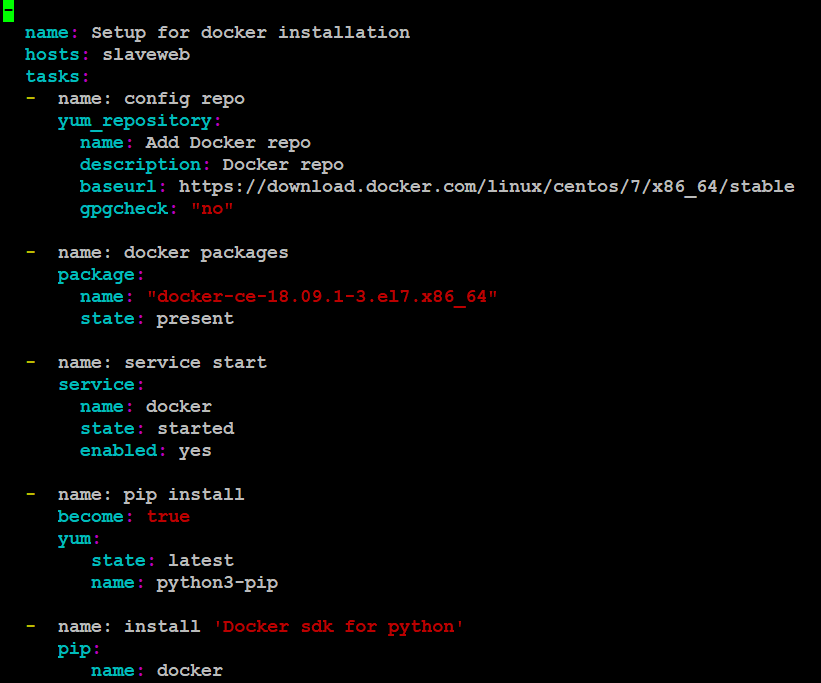 -
  name: Setup for docker installation
  hosts: slaveweb
  tasks:
  -  name: config repo
     yum_repository:
       name: Add Docker repo
       description: Docker repo
       baseurl: https://download.docker.com/linux/centos/7/x86_64/stable
       gpgcheck: "no"

  -  name: docker packages
     package:
       name: "docker-ce-18.09.1-3.el7.x86_64"
       state: present

  -  name: service start
     service:
       name: docker
       state: started
       enabled: yes

  -  name: pip install
     become: true
     yum:
        state: latest
        name: python3-pip

  -  name: install 'Docker sdk for python'
     pip:
        name: docker